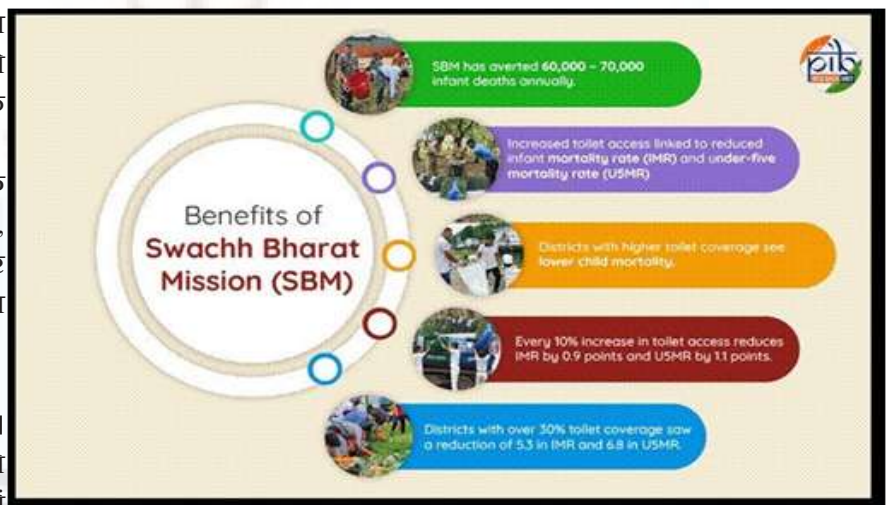 SBM has averted 60,000 – 70,000
infant deaths annually.
Increased toilet access linked to reduced
infant mortality rate (IMR) and under-five
mortality rate (U5MR)
Benefits of
Swachh Bharat
Mission (SBM)
Districts with higher toilet coverage see
lower child mortality.
Every 10% increase in toilet access reduces
IMR by 0.9 points and U5MR by 1.1 points.
Districts with over 30% toilet coverage saw
a reduction of 5.3 in IMR and 6.8 in U5MR.